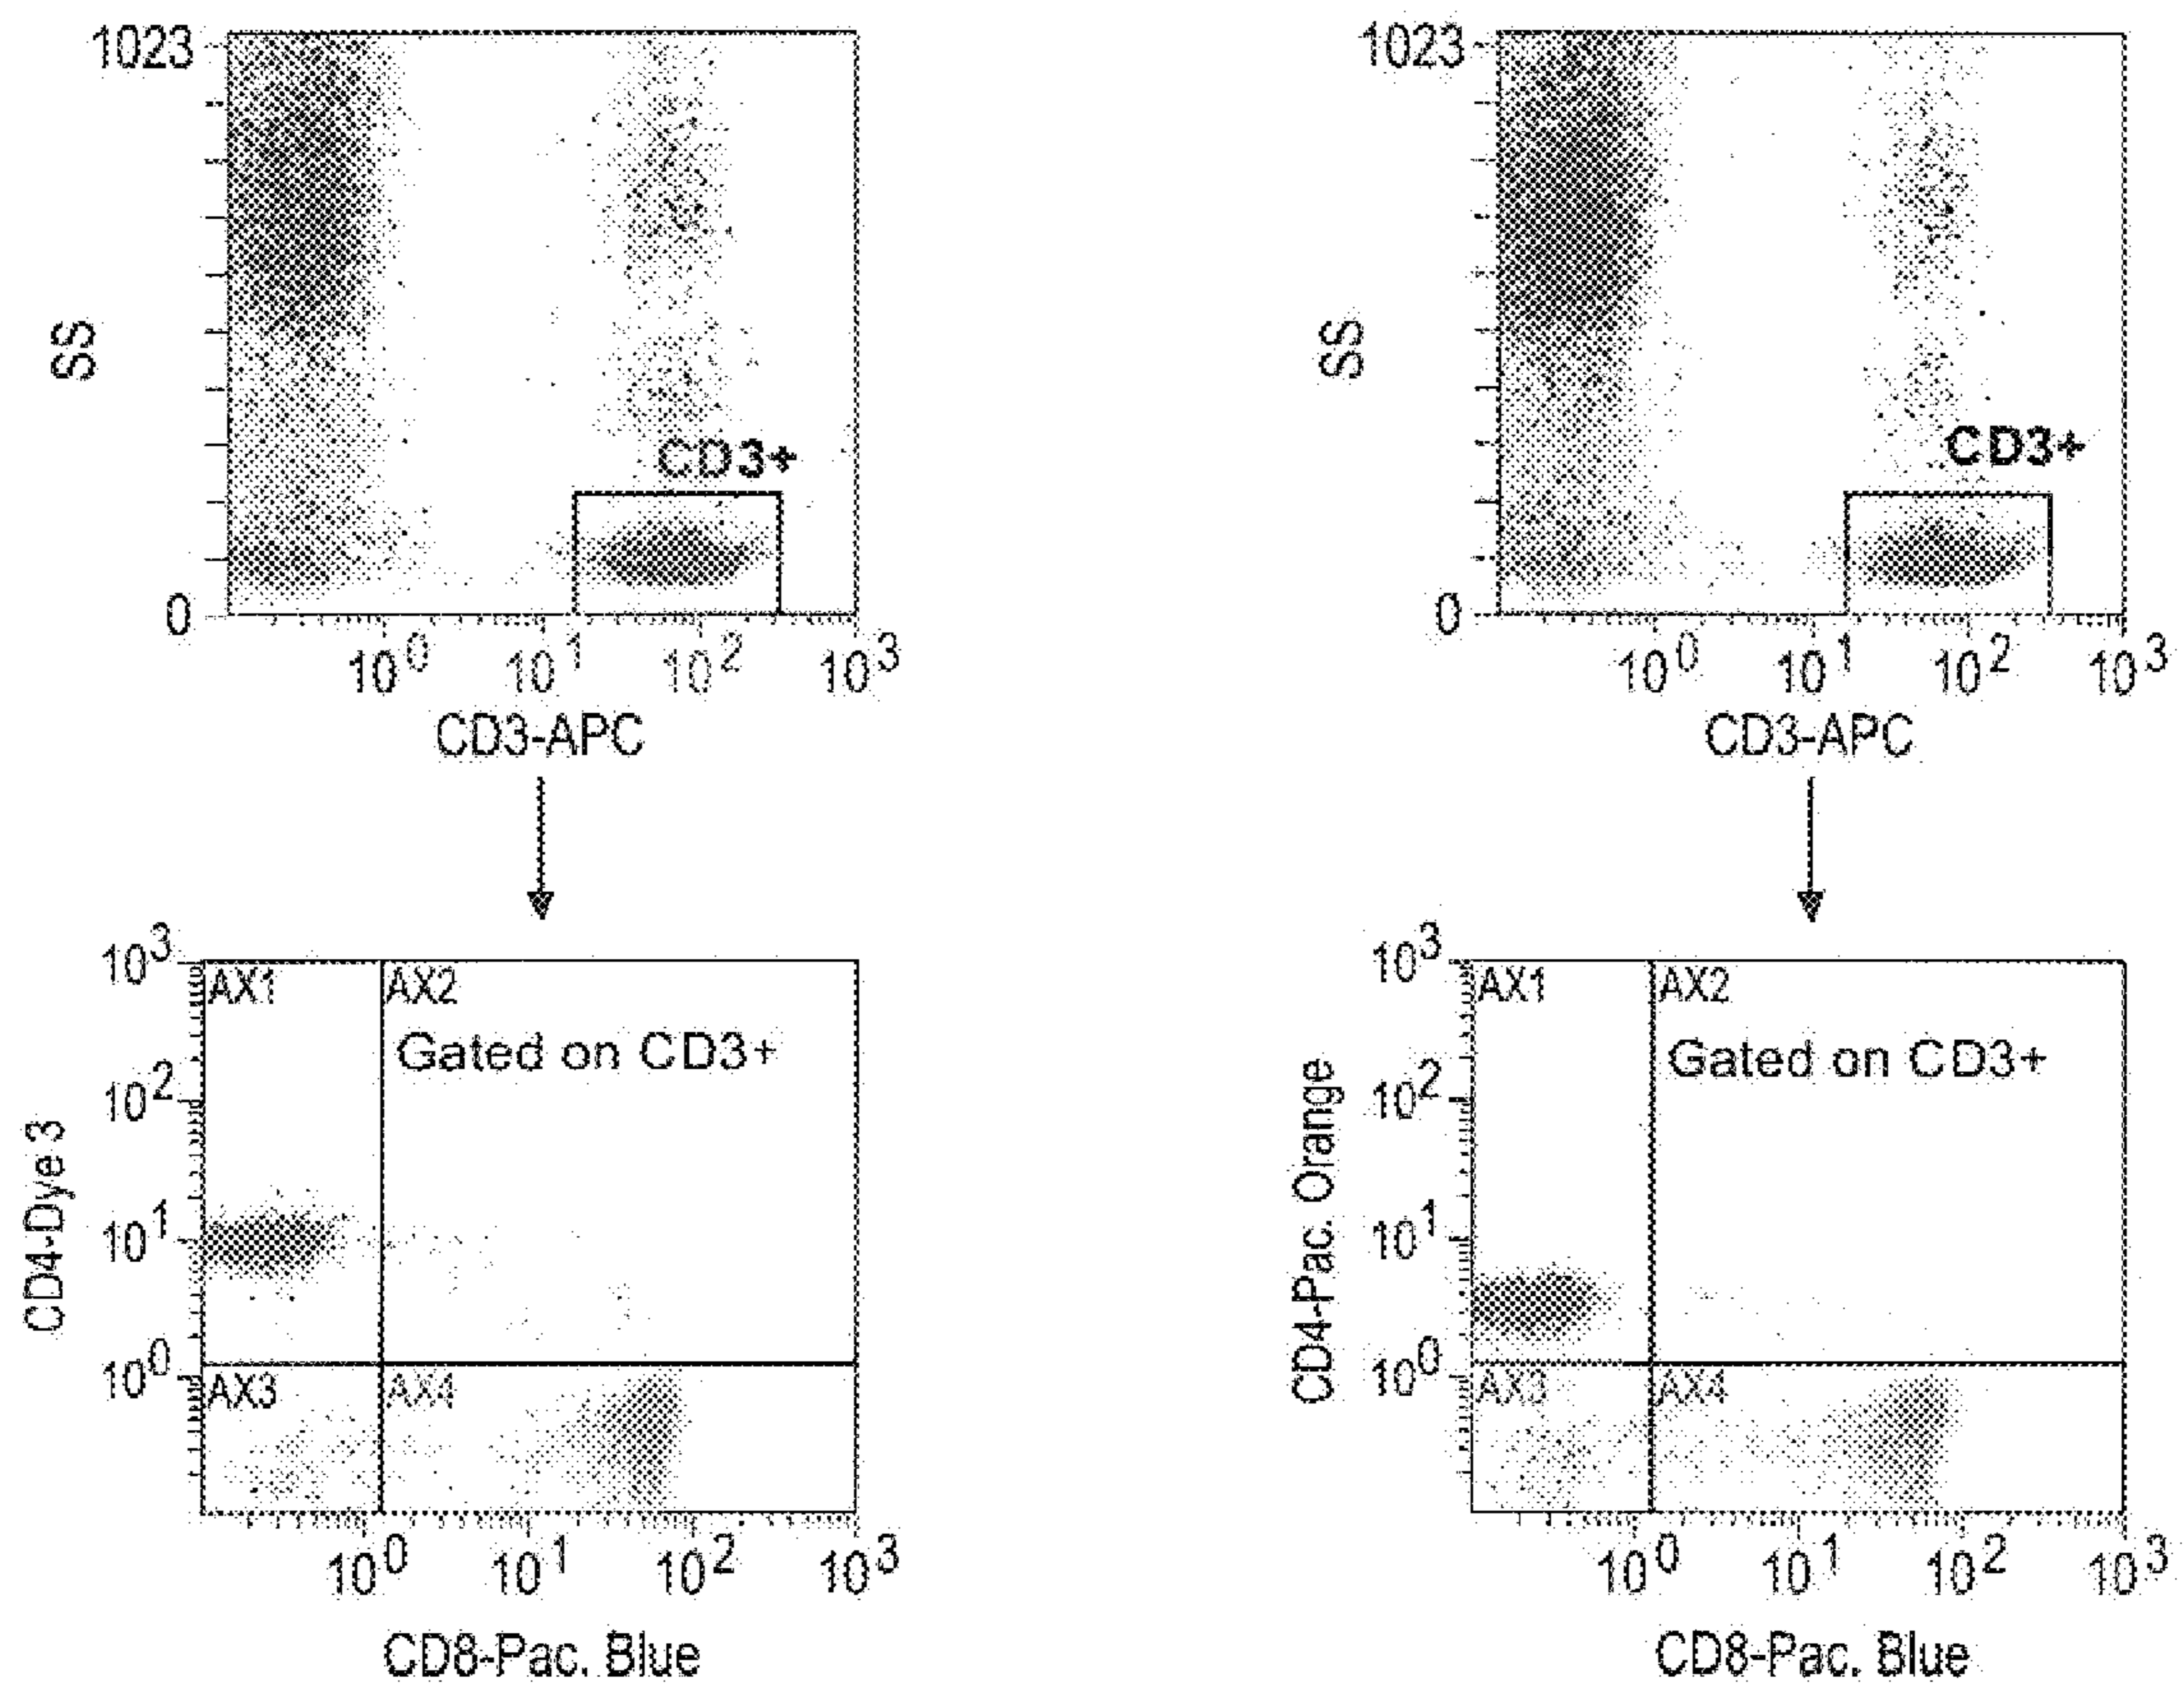 1023
SS
CD3+
0
10^0 10^1 10^2 10^3
CD3-APC
10^3
AX1 AX2
Gated on CD3+
10^2
CD4-Dye 3
10^1
10^0
AX3 AX4
10^0 10^1 10^2 10^3
CD8-Pac. Blue
1023
SS
CD3+
0
10^0 10^1 10^2 10^3
CD3-APC
10^3
AX1 AX2
Gated on CD3+
10^2
CD4-Pac. Orange
10^1
10^0
AX3 AX4
10^0 10^1 10^2 10^3
CD8-Pac. Blue